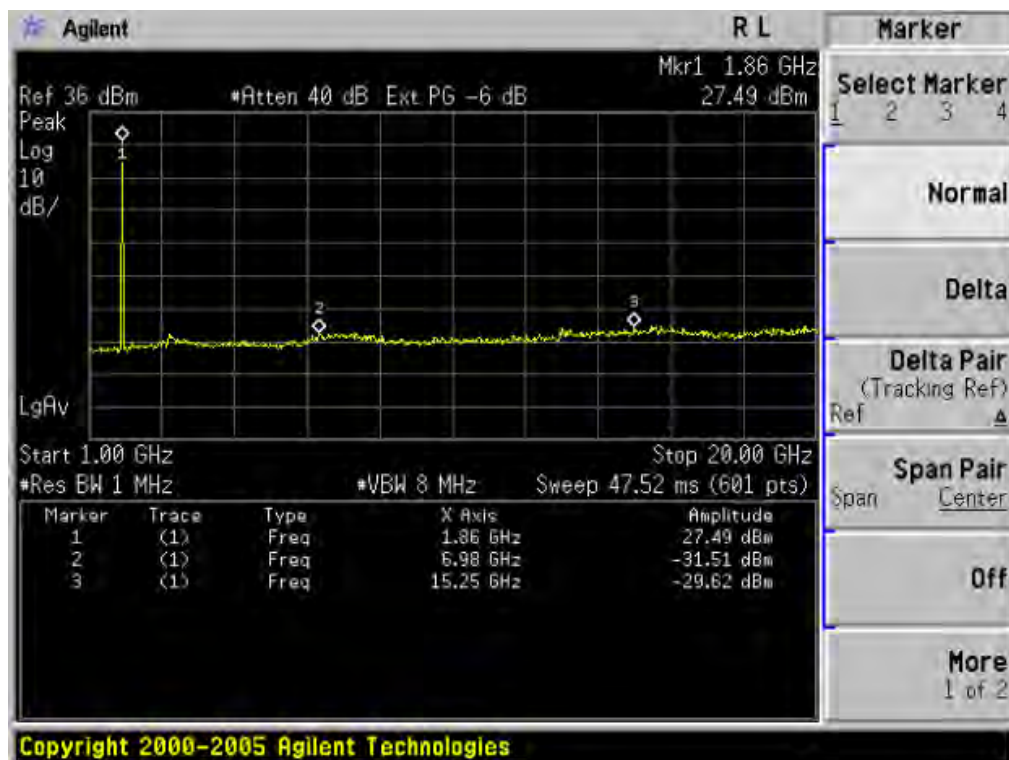 Agilent R L Marker
Mkr1 1.86 GHz
Ref 36 dBm #Atten 40 dB Ext PG -6 dB 27.49 dBm
Peak
Log
10
dB/
1
2
3
LgAv
Start 1.00 GHz Stop 20.00 GHz
#Res BW 1 MHz #VBW 8 MHz Sweep 47.52 ms (601 pts)
Marker Trace Type X Axis Amplitude
1 (1) Freq 1.86 GHz 27.49 dBm
2 (1) Freq 6.98 GHz -31.51 dBm
3 (1) Freq 15.25 GHz -29.62 dBm
Select Marker
1 2 3 4
Normal
Delta
Delta Pair
(Tracking Ref)
Ref Δ
Span Pair
Span Center
Off
More
1 of 2
Copyright 2000-2005 Agilent Technologies